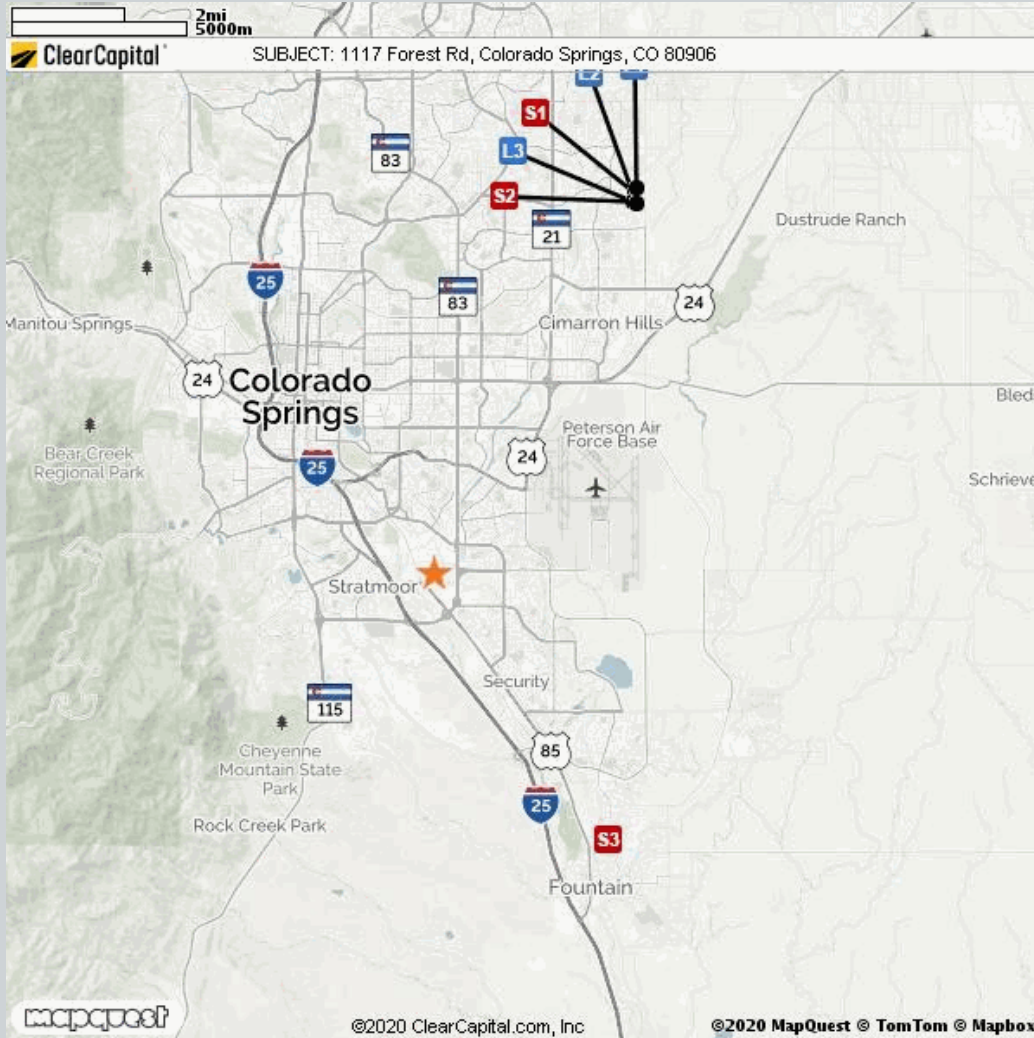 2mi
5000m
ClearCapital
SUBJECT: 1117 Forest Rd, Colorado Springs, CO 80906
L2
S1
83
L3
S2
21
Dustrude Ranch
25
83
24
Manitou Springs
Cimarron Hills
24
Colorado
Springs
Bled
Peterson Air
Force Base
24
Bear Creek
Regional Park
25
Schrieve
Stratmoor
Security
115
85
Cheyenne
Mountain State
Park
25
Rock Creek Park
S3
Fountain
mapquest
©2020 ClearCapital.com, Inc
©2020 MapQuest © TomTom © Mapbox